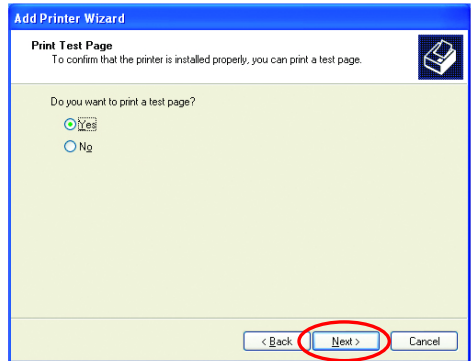 Add Printer Wizard
Print Test Page
To confirm that the printer is installed properly, you can print a test page.
Do you want to print a test page?
Yes
No
< Back
Next >
Cancel